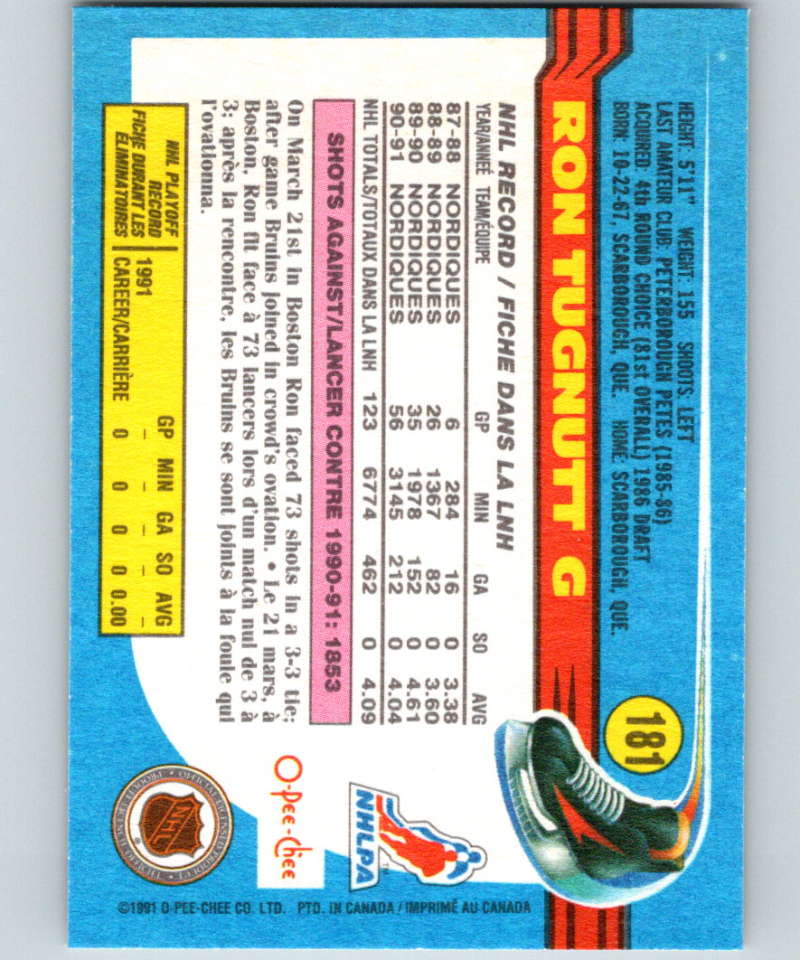 181
HEIGHT: 5'11" WEIGHT: 155 SHOOTS: LEFT
LAST AMATEUR CLUB: PETERBOROUGH PETES (1985-86)
ACQUIRED: 4th ROUND CHOICE (81st OVERALL) 1986 DRAFT
BORN: 10-22-67, SCARBOROUGH, QUE. HOME: SCARBOROUGH, QUE.
RON TUGNUTT G
NHL RECORD / FICHE DANS LA LNH
YEAR/ANNÉE TEAM/ÉQUIPE GP MIN GA SO AVG
87-88 NORDIQUES 6 284 16 0 3.38
88-89 NORDIQUES 26 1367 82 0 3.60
89-90 NORDIQUES 35 1978 152 0 4.61
90-91 NORDIQUES 56 3145 212 0 4.04
NHL TOTALS/TOTAUX DANS LA LNH 123 6774 462 0 4.09
SHOTS AGAINST/LANCER CONTRE 1990-91: 1853
On March 21st in Boston Ron faced 73 shots in a 3-3 tie;
after game Bruins joined in crowd's ovation. • Le 21 mars, à
Boston, Ron fit face à 73 lancers lors d'un match nul de 3 à
3; après la rencontre, les Bruins se sont joints à la foule qui
l'ovationna.
NHL PLAYOFF
RECORD
FICHE DURANT LES
ÉLIMINATOIRES
GP MIN GA SO AVG
1991 – – – – –
CAREER/CARRIÈRE 0 0 0 0 0.00
NHLPA
TM
O-Pee-Chee
NHL
©1991 O-PEE-CHEE CO. LTD. PTD. IN CANADA / IMPRIMÉ AU CANADA